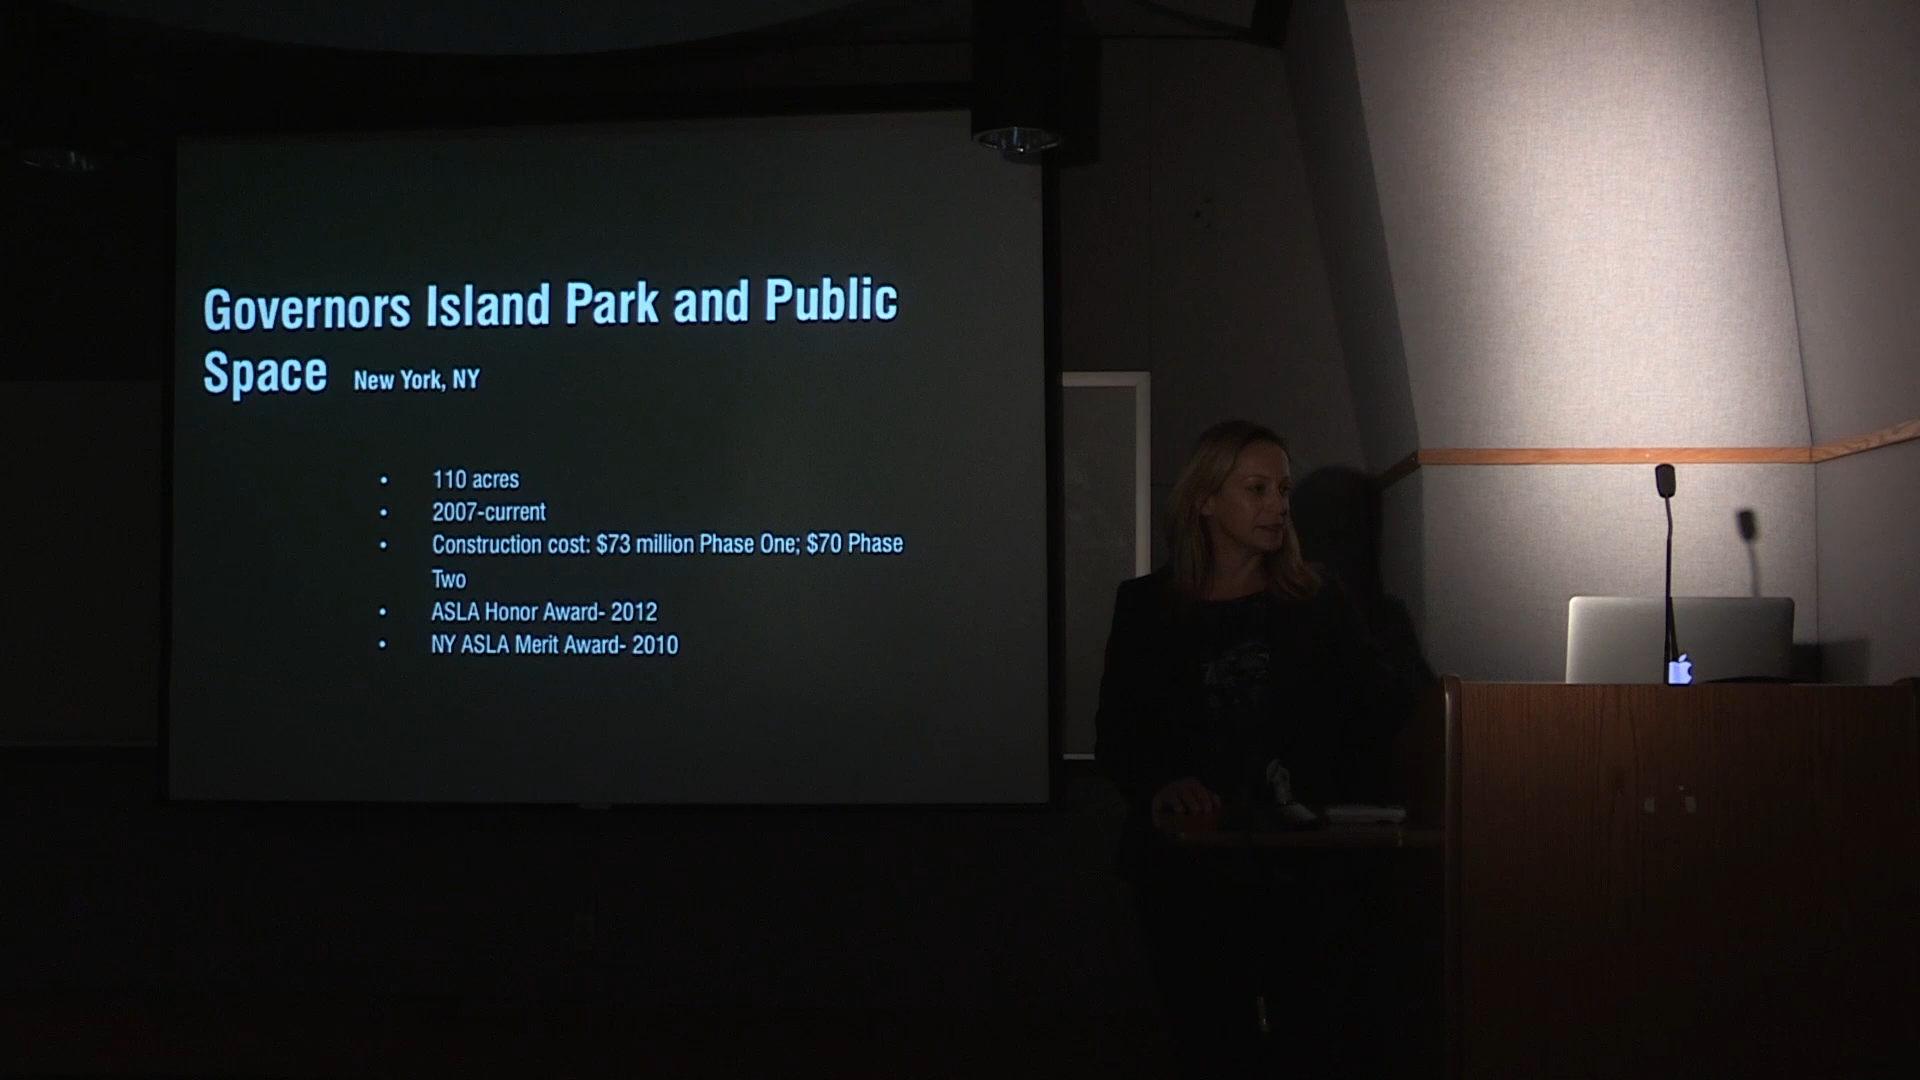 Governors Island Park and Public
Space New York, NY
• 110 acres
• 2007-current
• Construction cost: $73 million Phase One; $70 Phase
Two
• ASLA Honor Award- 2012
• NY ASLA Merit Award- 2010